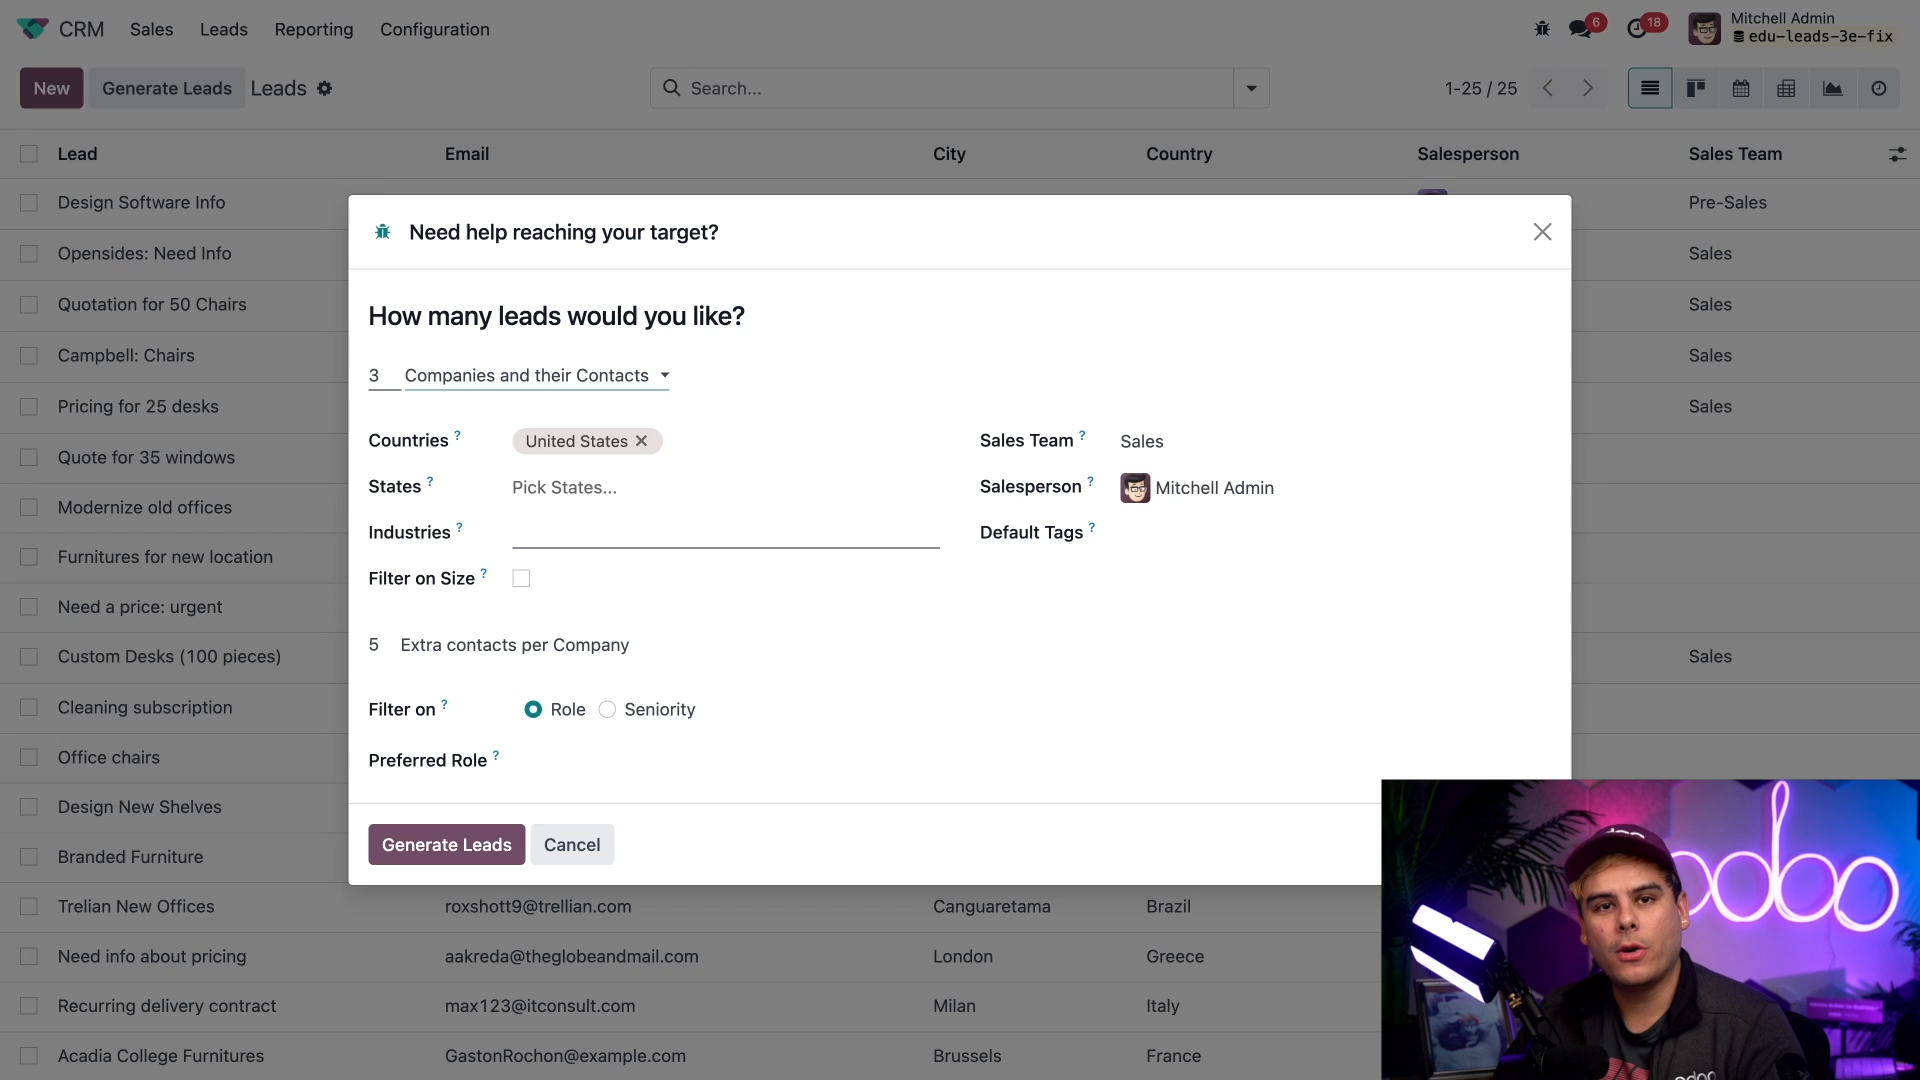 CRM Sales Leads Reporting Configuration 6 18 Mitchell Admin
edu-leads-3e-fix
New Generate Leads Leads Search... 1-25 / 25
Lead Email City Country Salesperson Sales Team
Design Software Info Pre-Sales
Need help reaching your target?
Opensides: Need Info Sales
Quotation for 50 Chairs Sales
How many leads would you like?
Campbell: Chairs Sales
3 Companies and their Contacts
Pricing for 25 desks Sales
Countries ? United States Sales Team ? Sales
Quote for 35 windows
States ? Pick States... Salesperson ? Mitchell Admin
Modernize old offices
Industries ? Default Tags ?
Furnitures for new location
Filter on Size ?
Need a price: urgent
5 Extra contacts per Company
Custom Desks (100 pieces) Sales
Cleaning subscription
Filter on ? Role Seniority
Office chairs
Preferred Role ?
Design New Shelves
Generate Leads Cancel
Branded Furniture
Trelian New Offices roxshott9@trellian.com Canguaretama Brazil
Need info about pricing aakreda@theglobeandmail.com London Greece
Recurring delivery contract max123@itconsult.com Milan Italy
Acadia College Furnitures GastonRochon@example.com Brussels France
odoo
odoo
odoo